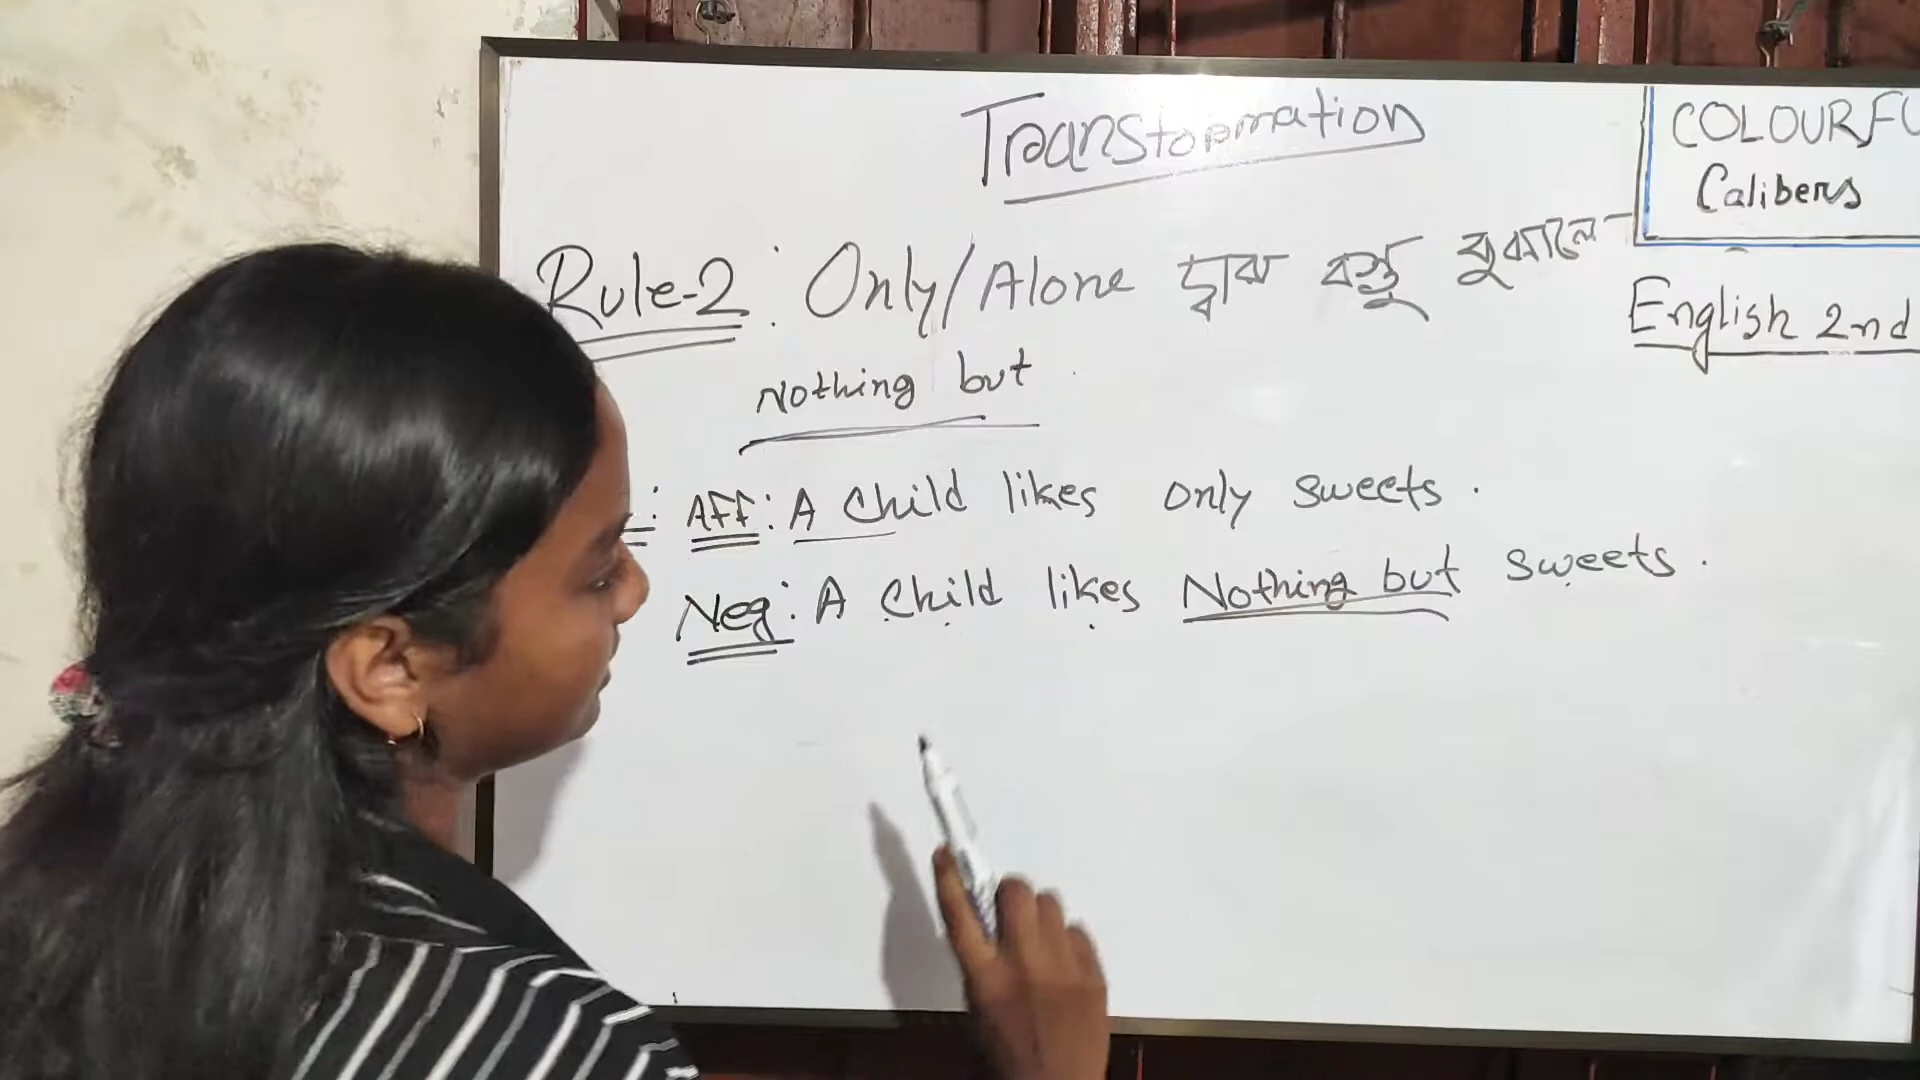 Transformation
COLOURFU
Calibers
Rule-2 : Only/Alone দ্বারা বস্তু বুঝালে-
English 2nd
Nothing but
: AFF: A child likes only sweets.
Neg: A child likes Nothing but sweets.